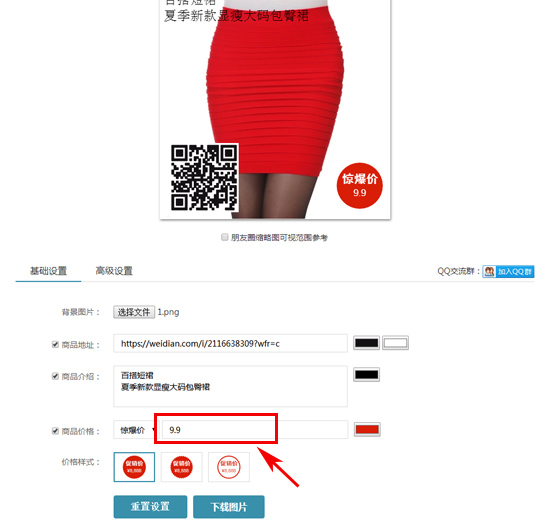 百搭短裙
夏季新款显瘦大码包臀裙
惊爆价
9.9
朋友圈缩略图可视范围参考
基础设置
高级设置
QQ交流群：
加入QQ群
背景图片：
选择文件 1.png
商品地址：
https://weidian.com/i/2116638309?wfr=c
商品介绍：
百搭短裙
夏季新款显瘦大码包臀裙
商品价格：
惊爆价
9.9
价格样式：
促销价
¥8,888
促销价
¥8,888
促销价
¥8,888
重置设置
下载图片